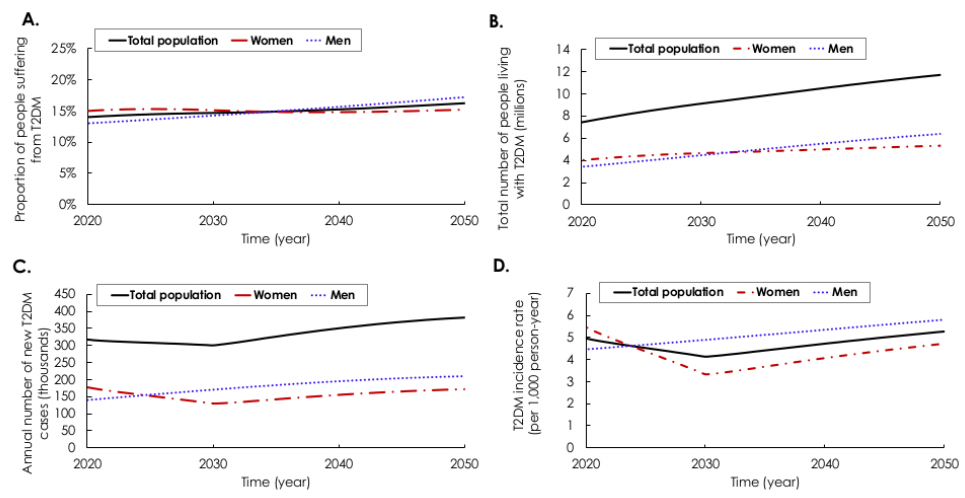 A.
Total population Women Men
25%
20%
15%
10%
5%
0%
2020 2030 2040 2050
Time (year)
Proportion of people suffering
from T2DM
B.
Total population Women Men
14
12
10
8
6
4
2
0
2020 2030 2040 2050
Time (year)
Total number of people living
with T2DM (millions)
C.
Total population Women Men
450
400
350
300
250
200
150
100
50
0
2020 2030 2040 2050
Time (year)
Annual number of new T2DM
cases (thousands)
D.
Total population Women Men
7
6
5
4
3
2
1
0
2020 2030 2040 2050
Time (year)
T2DM incidence rate
(per 1,000 person-year)